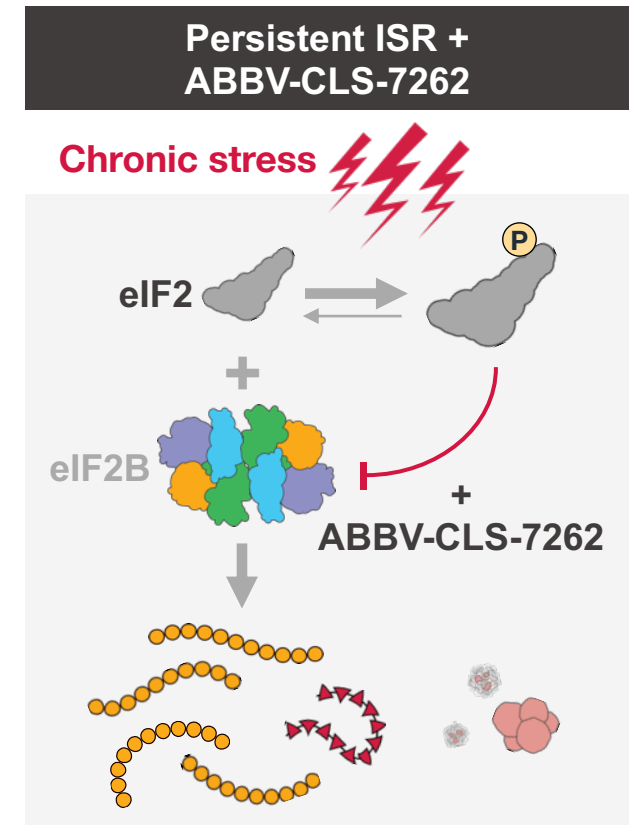 Persistent ISR +
ABBV-CLS-7262
Chronic stress
P
eIF2
+
eIF2B
+
ABBV-CLS-7262